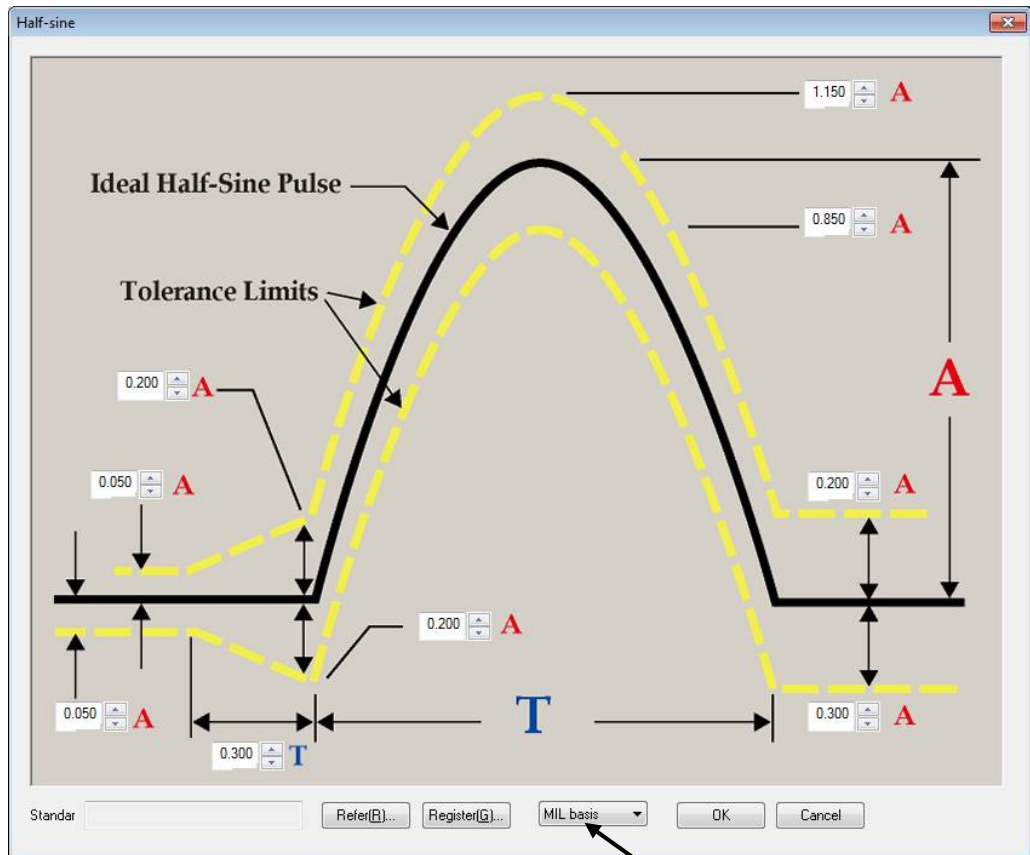 Half-sine
1.150 A
Ideal Half-Sine Pulse
0.850 A
Tolerance Limits
0.200 A
A
0.050 A
0.200 A
0.200 A
0.050 A
T
0.300 A
0.300 T
Standar
Refer(R)...
Register(G)...
MIL basis
OK
Cancel